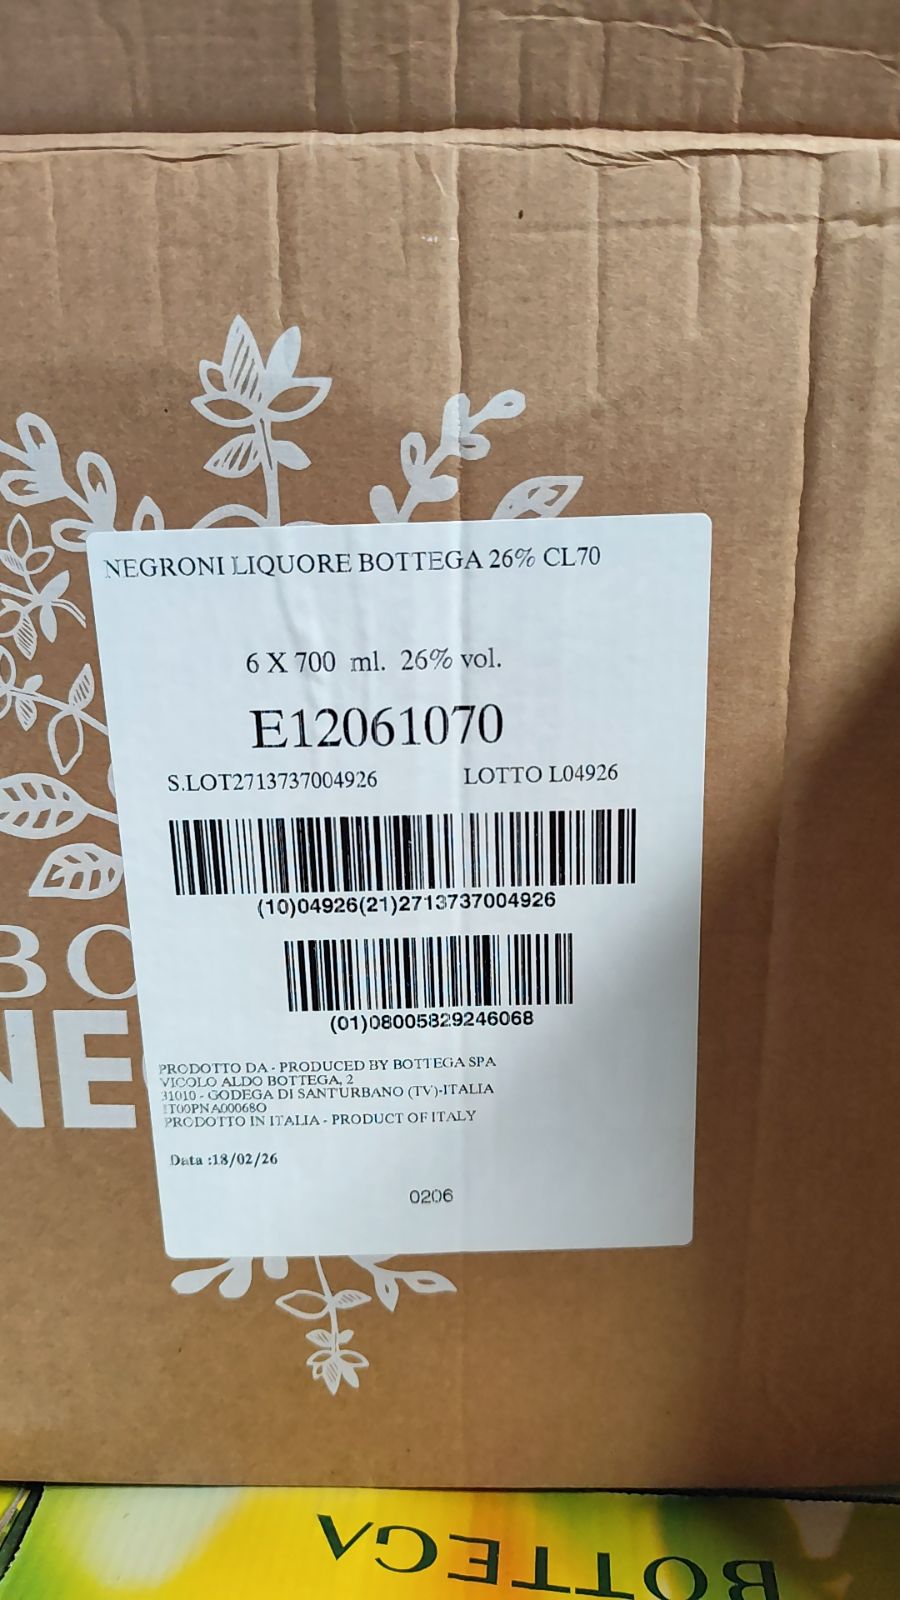 NEGRONI LIQUORE BOTTEGA 26% CL70
6 X 700 ml. 26% vol.
E12061070
S.LOT2713737004926 LOTTO L04926
(10)04926(21)2713737004926
(01)08005829246068
BO
NE
PRODOTTO DA - PRODUCED BY BOTTEGA SPA
VICOLO ALDO BOTTEGA, 2
31010 - GODEGA DI SANT'URBANO (TV)-ITALIA
IT00PNA00068O
PRODOTTO IN ITALIA - PRODUCT OF ITALY
Data :18/02/26
0206
BOTTEGA